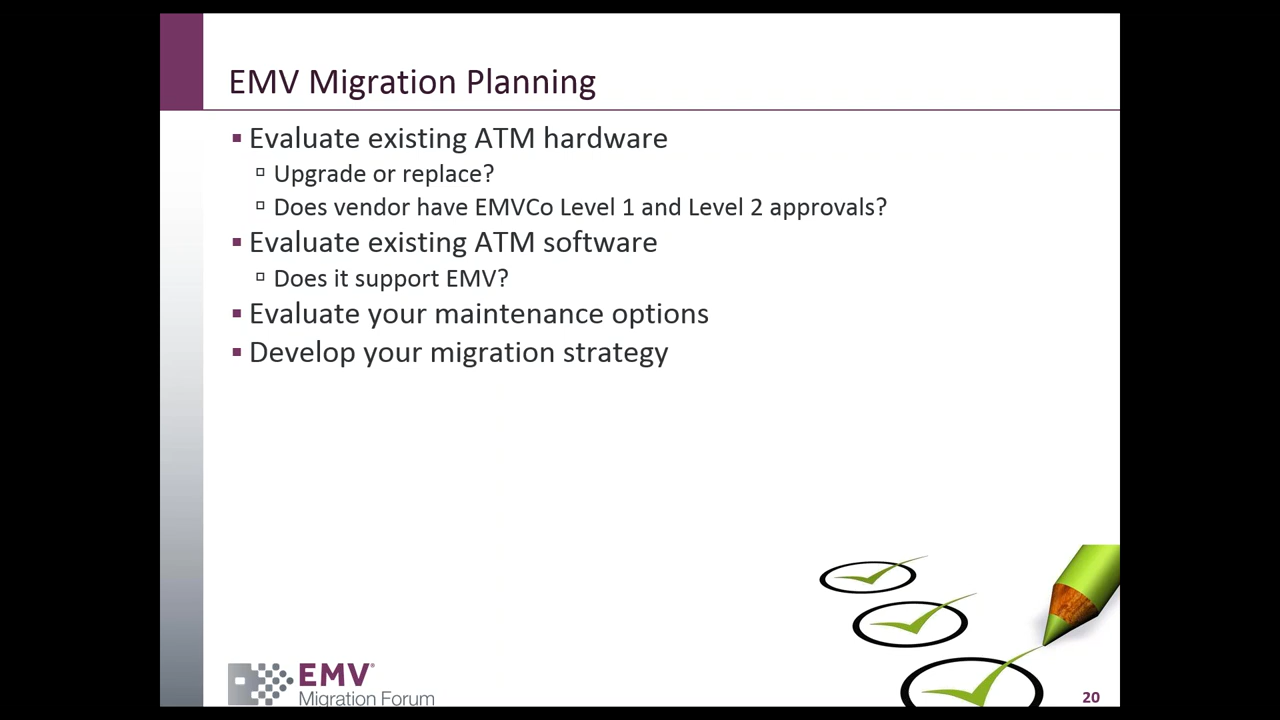 EMV Migration Planning
Evaluate existing ATM hardware
Upgrade or replace?
Does vendor have EMVCo Level 1 and Level 2 approvals?
Evaluate existing ATM software
Does it support EMV?
Evaluate your maintenance options
Develop your migration strategy
EMV®
Migration Forum
20